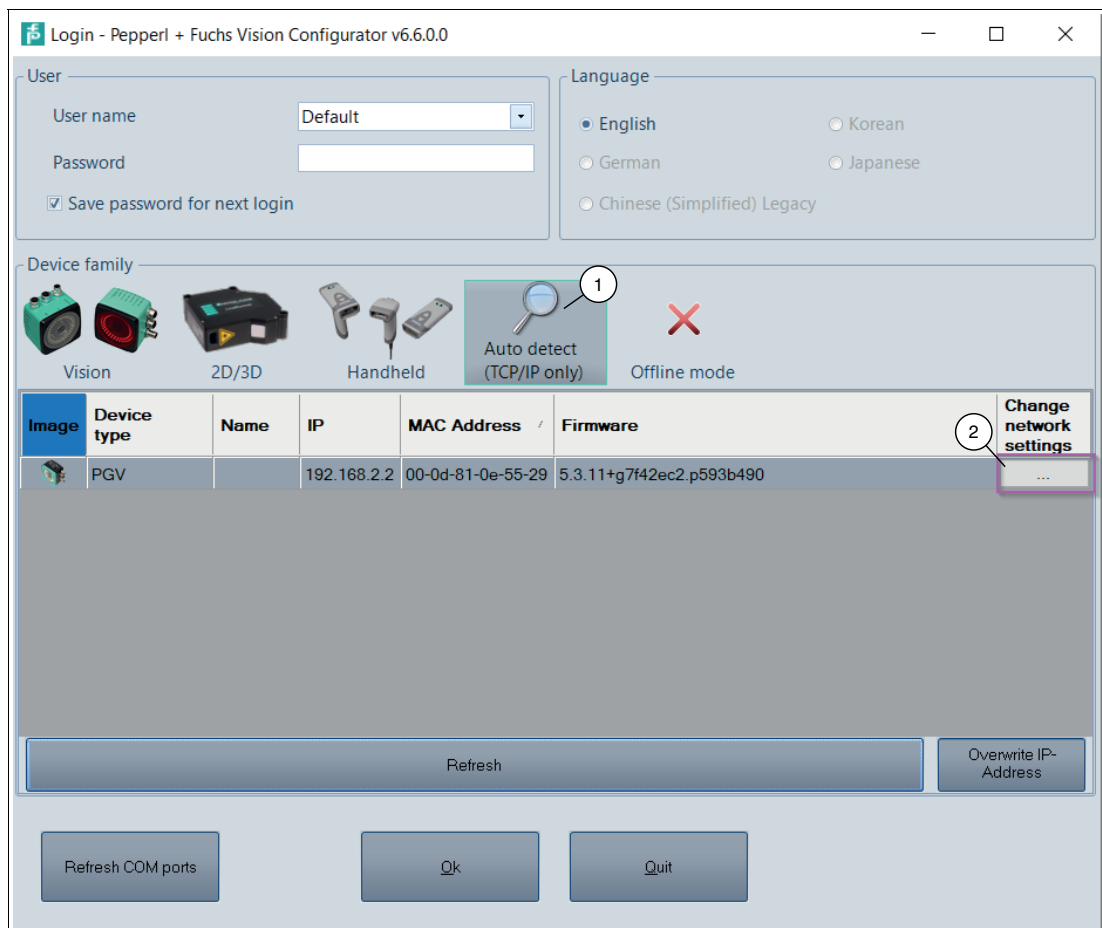 Login - Pepperl + Fuchs Vision Configurator v6.6.0.0
User
User name
Default
Password
Save password for next login
Language
English
Korean
German
Japanese
Chinese (Simplified) Legacy
Device family
1
Vision
2D/3D
Handheld
Auto detect
(TCP/IP only)
Offline mode
Image
Device
type
Name
IP
MAC Address
Firmware
Change
network
settings
2
PGV
192.168.2.2
00-0d-81-0e-55-29
5.3.11+g7f42ec2.p593b490
...
Refresh
Overwrite IP-
Address
Refresh COM ports
Ok
Quit